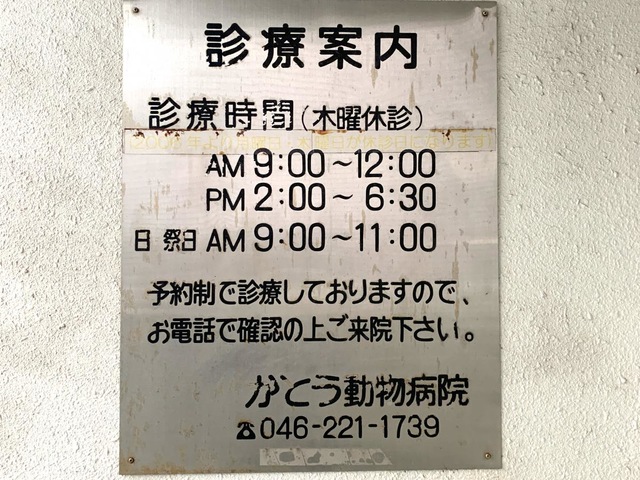 診療案内
診療時間(木曜休診)
AM 9:00～12:00
PM 2:00～ 6:30
日 祭日 AM 9:00～11:00
予約制で診療しておりますので、
お電話で確認の上ご来院下さい。
かとう動物病院
☎046-221-1739